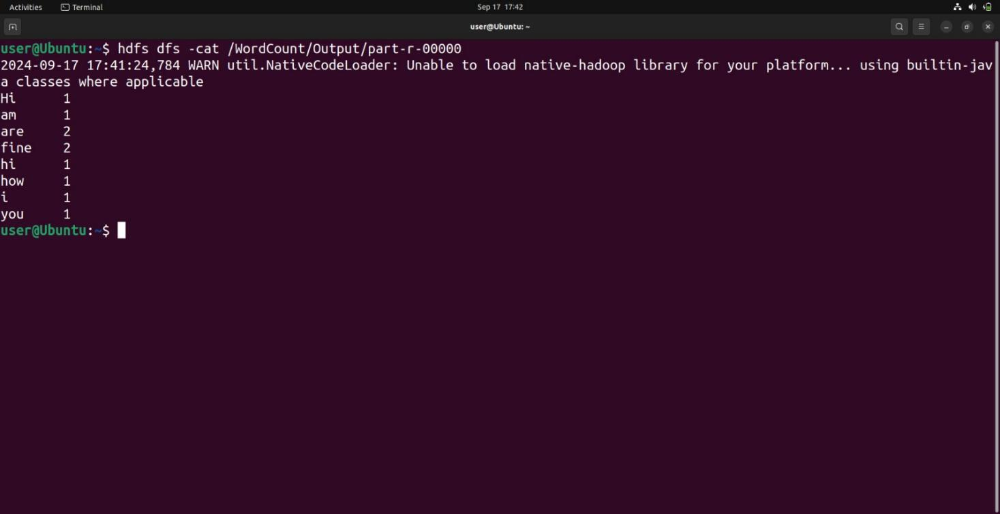 Activities Terminal Sep 17 17:42
user@Ubuntu: ~
user@Ubuntu:~$ hdfs dfs -cat /WordCount/Output/part-r-00000
2024-09-17 17:41:24,784 WARN util.NativeCodeLoader: Unable to load native-hadoop library for your platform... using builtin-jav
a classes where applicable
Hi 1
am 1
are 2
fine 2
hi 1
how 1
i 1
you 1
user@Ubuntu:~$